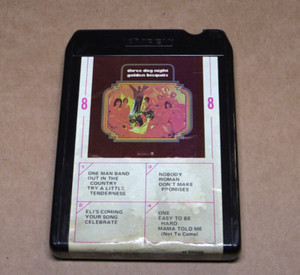 three dog night
golden bisquits
8
8
ONE MAN BAND
OUT IN THE
COUNTRY
TRY A LITTLE
TENDERNESS
NOBODY
WOMAN
DON'T MAKE
PROMISES
ELI'S COMING
YOUR SONG
CELEBRATE
ONE
EASY TO BE
HARD
MAMA TOLD ME
(Not To Come)